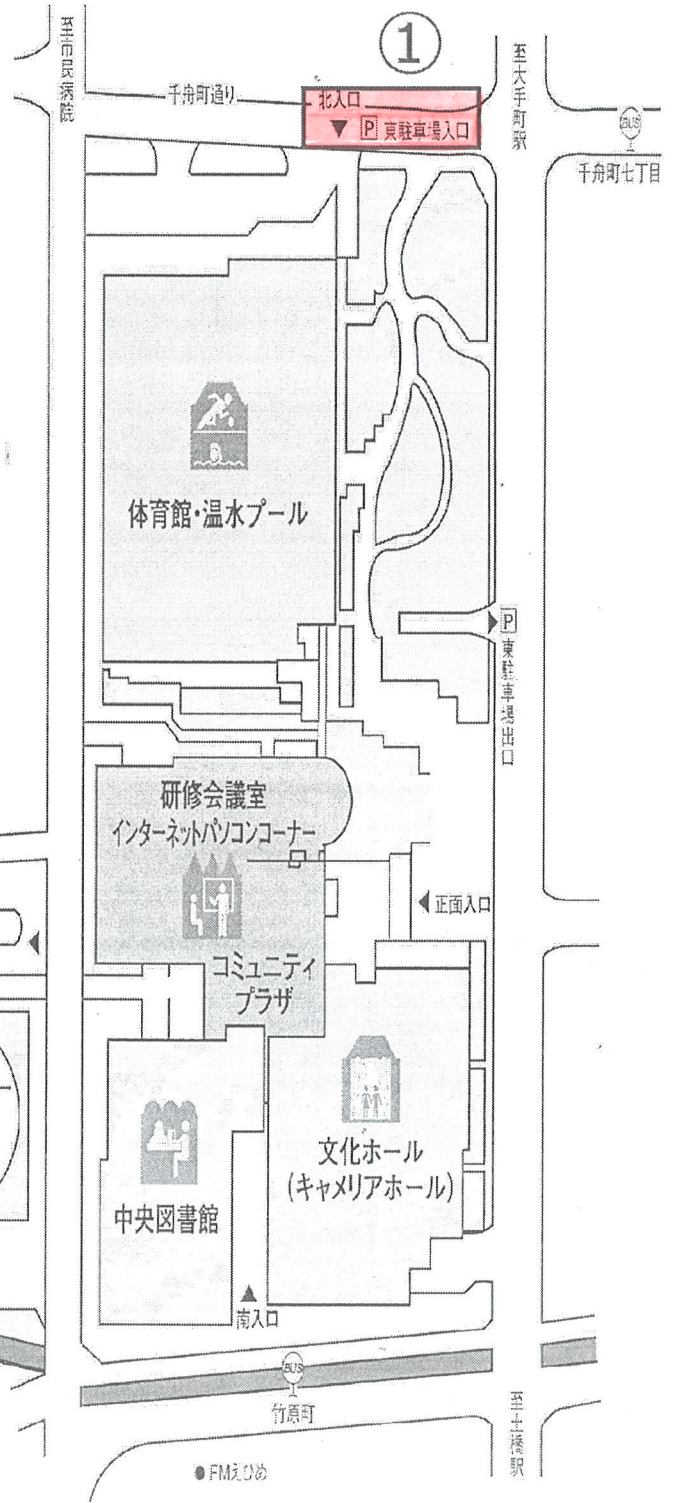 ①
至市民病院
千舟町通り
北入口
▼ P 東駐車場入口
至大手町駅
BUS
千舟町七丁目
体育館・温水プール
P 東駐車場出口
研修会議室
インターネットパソコンコーナー
正面入口
コミュニティ
プラザ
文化ホール
(キャメリアホール)
中央図書館
南入口
BUS
竹原町
至土橋駅
●FMえひめ